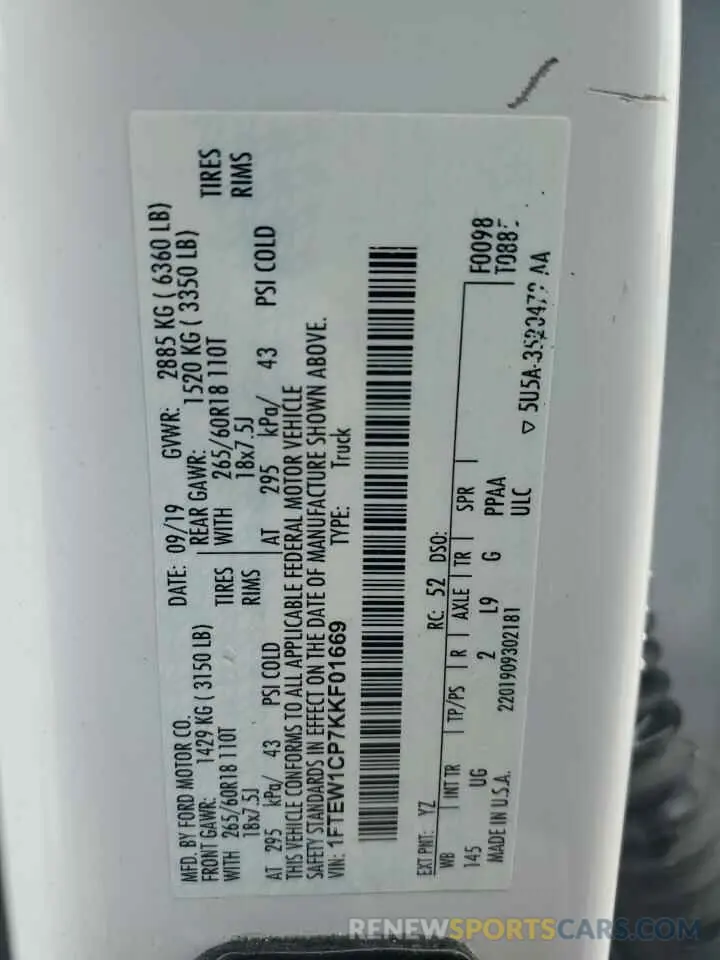 MFD. BY FORD MOTOR CO.
DATE: 09/19 GVWR: 2885 KG ( 6360 LB)
FRONT GAWR: 1429 KG ( 3150 LB)
REAR GAWR: 1520 KG ( 3350 LB)
WITH 265/60R18 110T TIRES
WITH 265/60R18 110T TIRES
18x7.5J RIMS
18x7.5J RIMS
AT 295 kPa/ 43 PSI COLD
AT 295 kPa/ 43 PSI COLD
THIS VEHICLE CONFORMS TO ALL APPLICABLE FEDERAL MOTOR VEHICLE
SAFETY STANDARDS IN EFFECT ON THE DATE OF MANUFACTURE SHOWN ABOVE.
VIN: 1FTEW1CP7KKF01669 TYPE: Truck
EXT PNT: YZ RC: 52 DSO:
WB INT TR TP/PS R AXLE TR SPR F0098
145 UG 2 L9 G PPAA
ULC
MADE IN U.S.A. 2201909302181
RENEWSPORTSCARS.COM